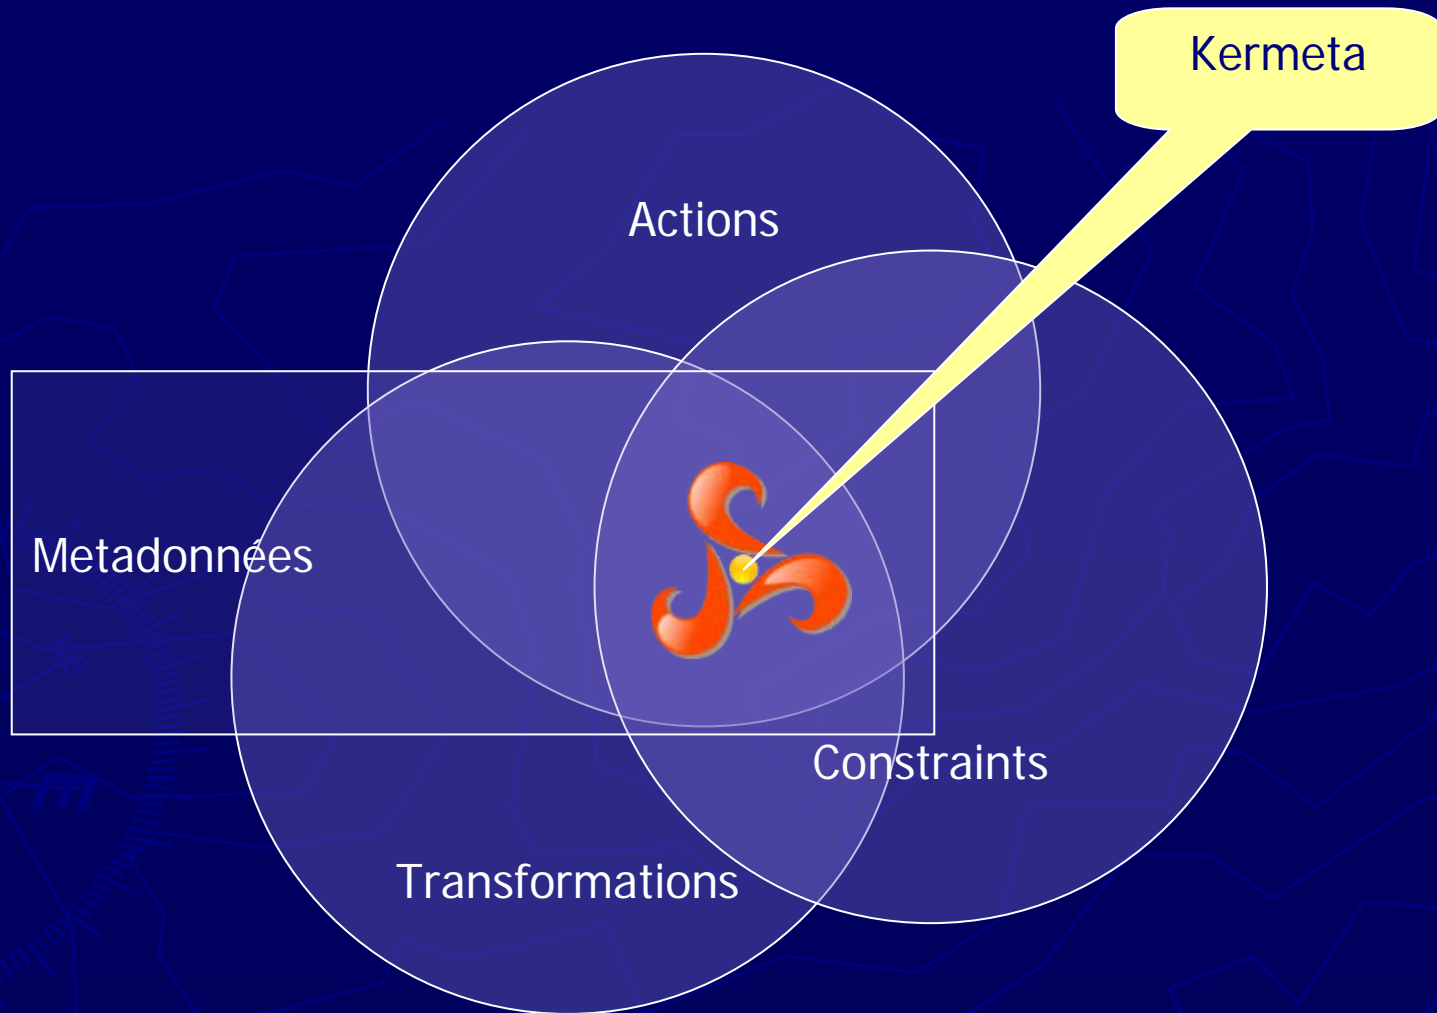 Kermeta
Actions
Metadonnées
Constraints
Transformations